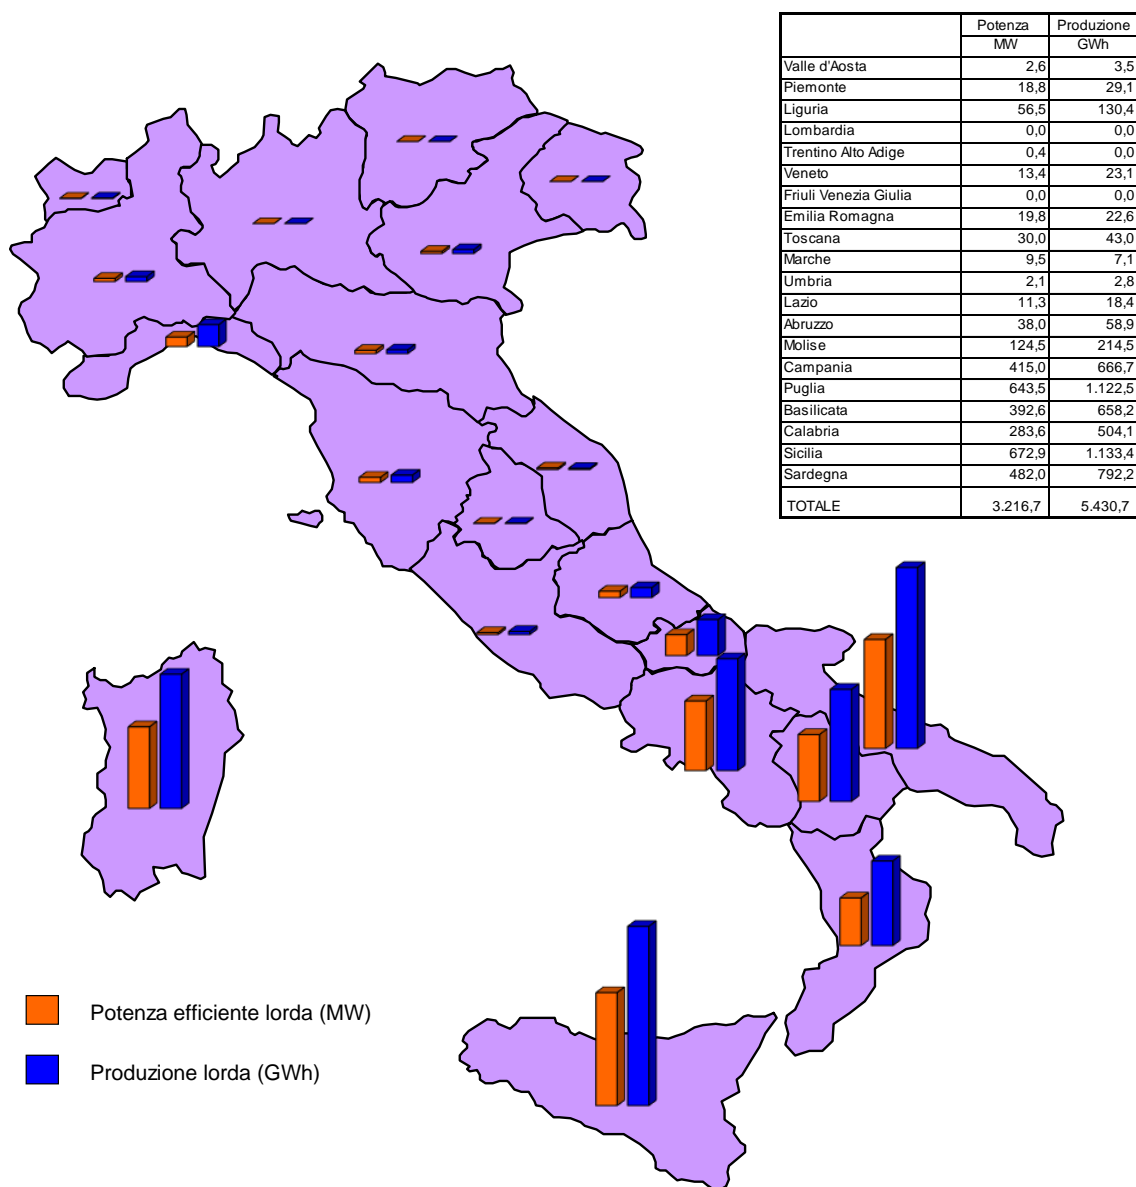 Potenza Produzione
MW GWh
Valle d'Aosta 2,6 3,5
Piemonte 18,8 29,1
Liguria 56,5 130,4
Lombardia 0,0 0,0
Trentino Alto Adige 0,4 0,0
Veneto 13,4 23,1
Friuli Venezia Giulia 0,0 0,0
Emilia Romagna 19,8 22,6
Toscana 30,0 43,0
Marche 9,5 7,1
Umbria 2,1 2,8
Lazio 11,3 18,4
Abruzzo 38,0 58,9
Molise 124,5 214,5
Campania 415,0 666,7
Puglia 643,5 1.122,5
Basilicata 392,6 658,2
Calabria 283,6 504,1
Sicilia 672,9 1.133,4
Sardegna 482,0 792,2
TOTALE 3.216,7 5.430,7
Potenza efficiente lorda (MW)
Produzione lorda (GWh)